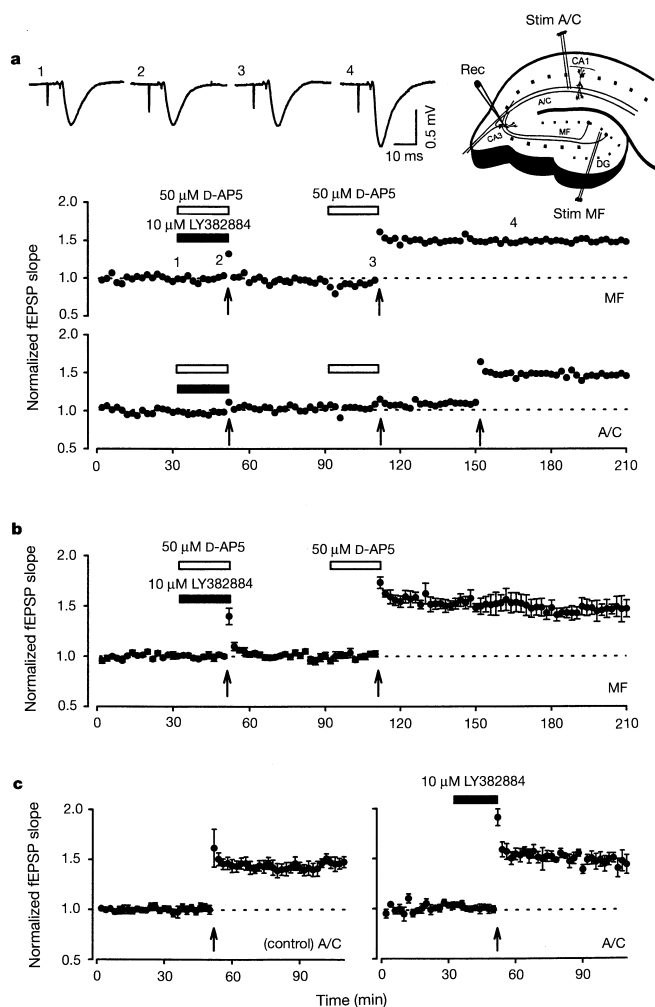 a
1 2 3 4
0.5 mV
10 ms
Stim A/C
Rec
CA1
A/C
CA3
MF
DG
Stim MF
Normalized fEPSP slope
2.0
1.5
1.0
0.5
50 µM D-AP5
10 µM LY382884
50 µM D-AP5
1 2 3 4
MF
2.0
1.5
1.0
0.5
A/C
0 30 60 90 120 150 180 210
b
Normalized fEPSP slope
2.0
1.5
1.0
0.5
50 µM D-AP5
10 µM LY382884
50 µM D-AP5
MF
0 30 60 90 120 150 180 210
c
Normalized fEPSP slope
2.0
1.5
1.0
0.5
(control) A/C
0 30 60 90
10 µM LY382884
A/C
0 30 60 90
Time (min)